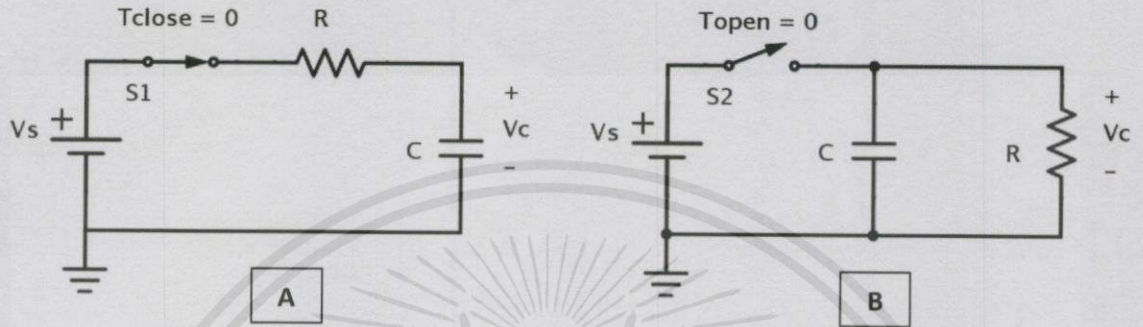 Tclose = 0
R
S1
Vs
+
C
+
Vc
-
A
Topen = 0
S2
Vs
+
C
R
+
Vc
-
B